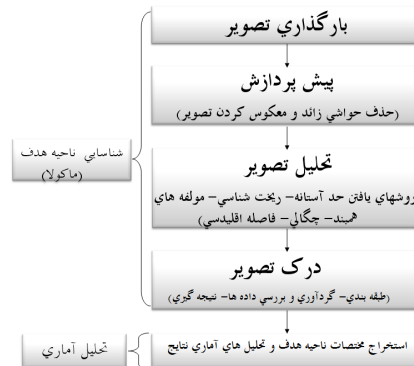 بارگذاري تصوير
پيش پردازش
(حذف حواشي زائد و معكوس كردن تصوير)
شناسايي ناحيه هدف
(ماكولا)
تحليل تصوير
روشهاي يافتن حد آستانه- ريخت شناسي- مولفه هاي
همبند- چگالي- فاصله اقليدسي)
درک تصوير
(طبقه بندي- گردآوري و بررسي داده ها- نتيجه گيري)
استخراج مختصات ناحيه هدف و تحليل هاي آماري نتايج
تحليل آماري